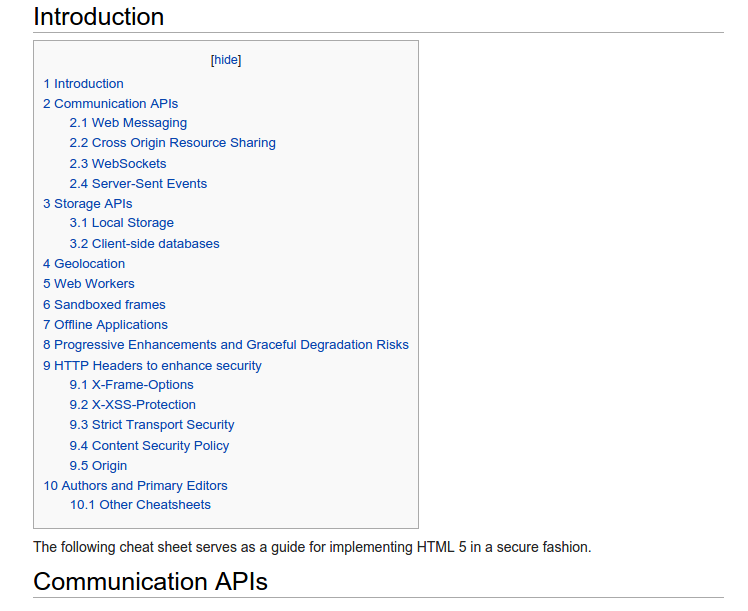 Introduction
[hide]
1 Introduction
2 Communication APIs
2.1 Web Messaging
2.2 Cross Origin Resource Sharing
2.3 WebSockets
2.4 Server-Sent Events
3 Storage APIs
3.1 Local Storage
3.2 Client-side databases
4 Geolocation
5 Web Workers
6 Sandboxed frames
7 Offline Applications
8 Progressive Enhancements and Graceful Degradation Risks
9 HTTP Headers to enhance security
9.1 X-Frame-Options
9.2 X-XSS-Protection
9.3 Strict Transport Security
9.4 Content Security Policy
9.5 Origin
10 Authors and Primary Editors
10.1 Other Cheatsheets
The following cheat sheet serves as a guide for implementing HTML 5 in a secure fashion.
Communication APIs